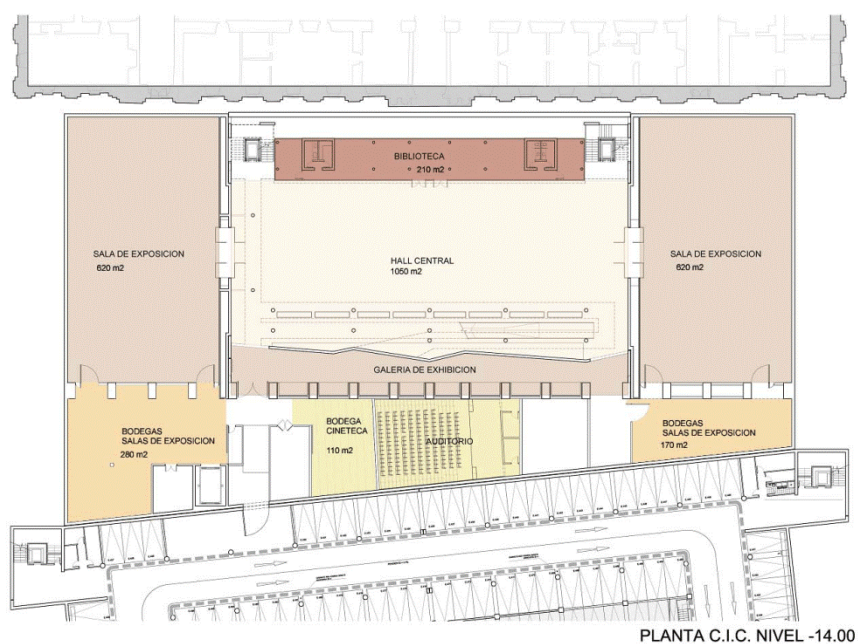 BIBLIOTECA
210 m2
SALA DE EXPOSICION
620 m2
HALL CENTRAL
1050 m2
SALA DE EXPOSICION
620 m2
GALERIA DE EXHIBICION
BODEGAS
SALAS DE EXPOSICION
280 m2
BODEGA
CINETECA
110 m2
AUDITORIO
BODEGAS
SALAS DE EXPOSICION
170 m2
PLANTA C.I.C. NIVEL -14.00